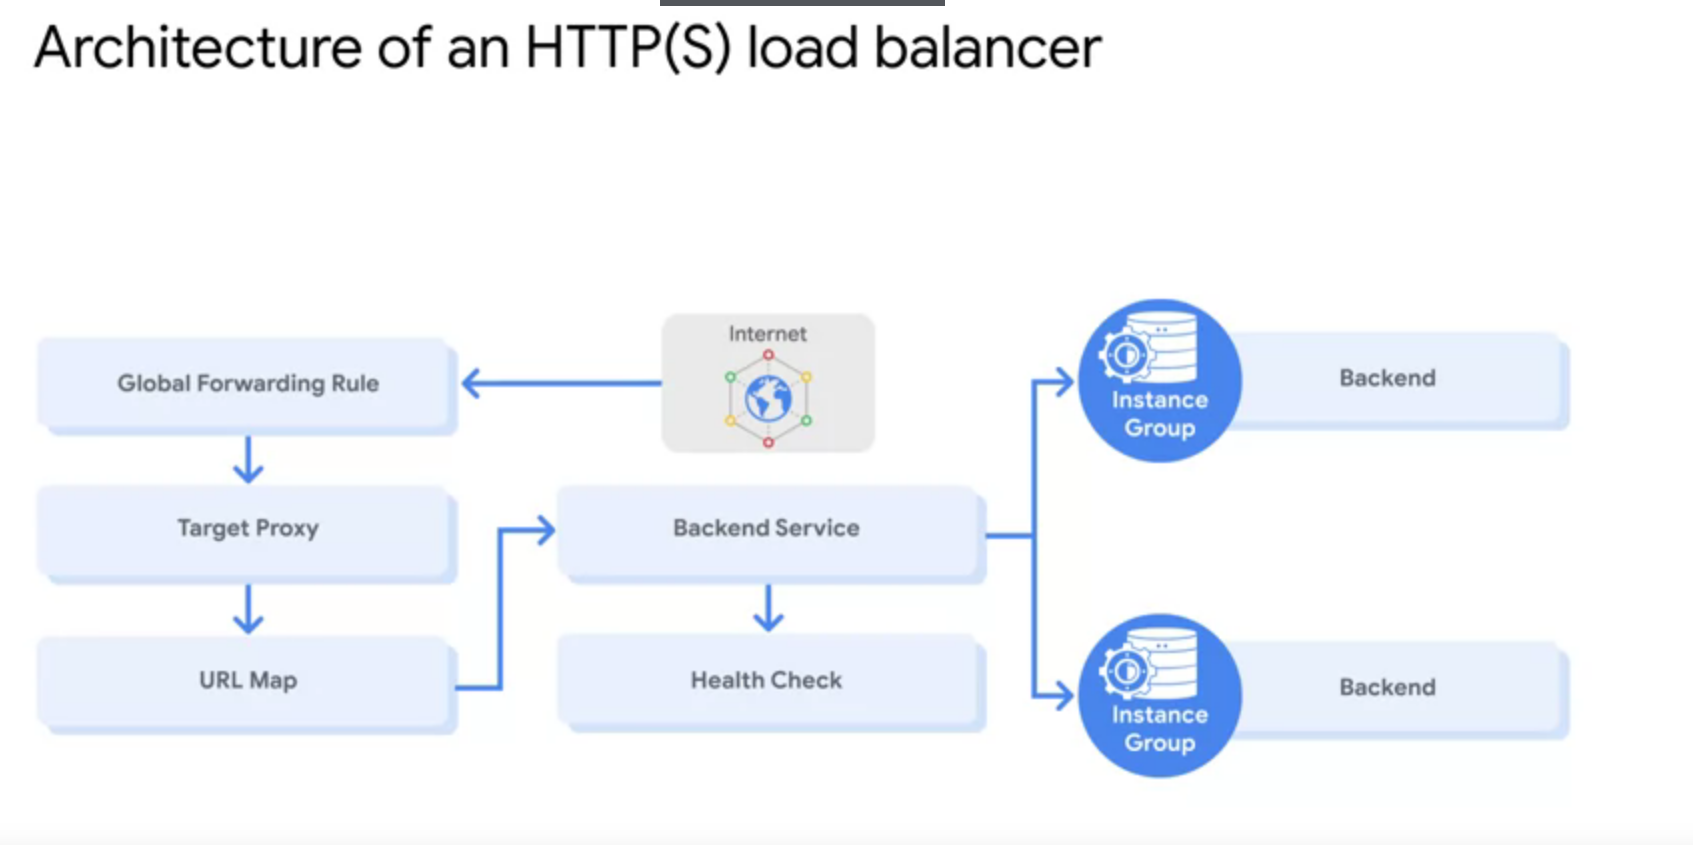 Architecture of an HTTP(S) load balancer
Internet
Global Forwarding Rule
Target Proxy
URL Map
Backend Service
Health Check
Instance
Group
Backend
Instance
Group
Backend